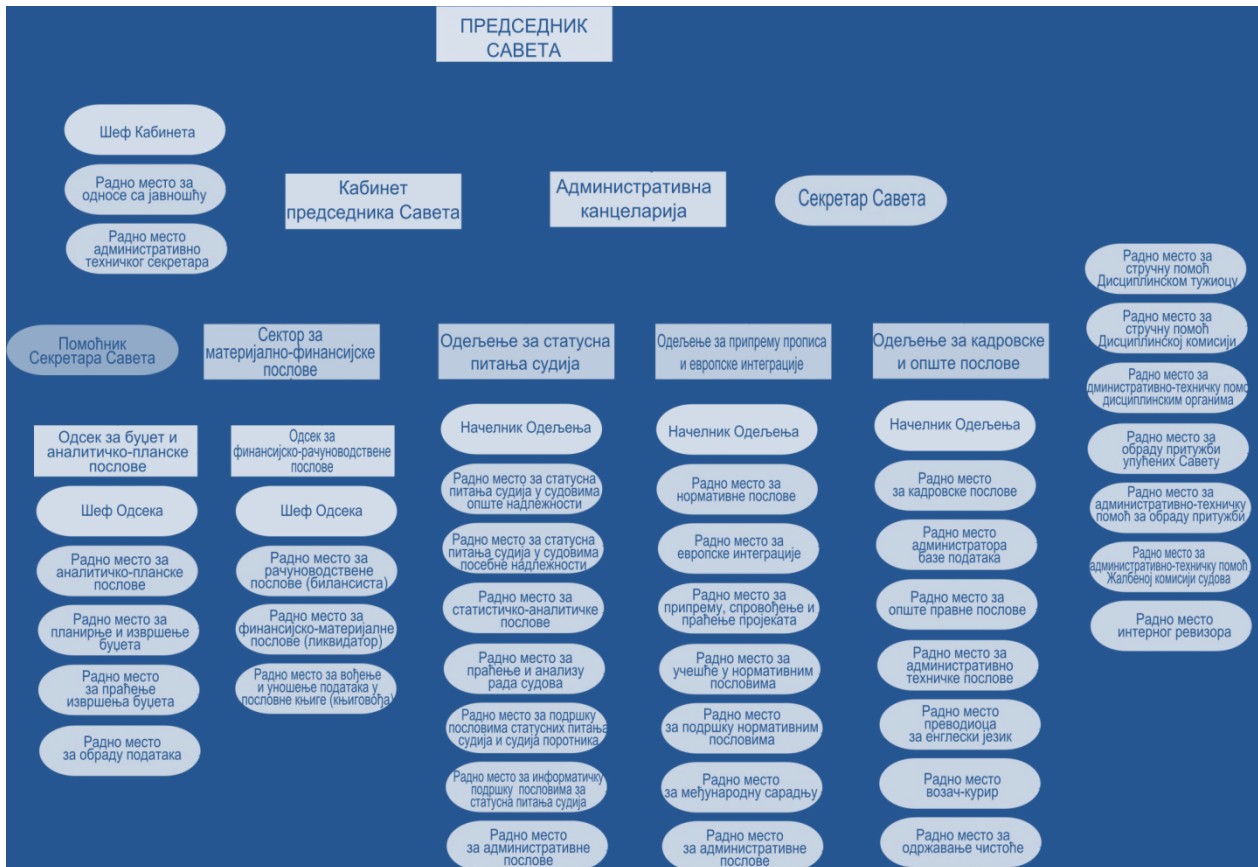 ПРЕДСЕДНИК
САВЕТА
Шеф Кабинета
Радно место за
односе са јавношћу
Радно место
административно
техничког секретара
Кабинет
председника Савета
Административна
канцеларија
Секретар Савета
Помоћник
Секретара Савета
Сектор за
материјално-финансијске
послове
Одсек за буџет и
аналитичко-планске
послове
Шеф Одсека
Радно место за
аналитичко-планске
послове
Радно место за
планирње и извршење
буџета
Радно место
за праћење
извршења буџета
Радно место
за обраду података
Одсек за
финансијско-рачуноводствене
послове
Шеф Одсека
Радно место за
рачуноводствене
послове (билансиста)
Радно место за
финансијско-материјалне
послове (ликвидатор)
Радно место за вођење
и уношење података у
пословне књиге (књиговођа)
Одељење за статусна
питања судија
Начелник Одељења
Радно место за статусна
питања судија у судовима
опште надлежности
Радно место за статусна
питања судија у судовима
посебне надлежности
Радно место за
статистичко-аналитичке
послове
Радно место за
праћење и анализу
рада судова
Радно место за подршку
пословима статусних питања
судија и судија поротника
Радно место за информатичку
подршку пословима за
статусна питања судија
Радно место
за административне
послове
Одељење за припрему прописа
и европске интеграције
Начелник Одељења
Радно место за
нормативне послове
Радно место за
европске интеграције
Радно место за
припрему, спровођење и
праћење пројеката
Радно место за
учешће у нормативним
пословима
Радно место
за подршку нормативним
пословима
Радно место
за међународну сарадњу
Радно место
за административне
послове
Одељење за кадровске
и опште послове
Начелник Одељења
Радно место
за кадровске послове
Радно место
администратора
базе података
Радно место за
опште правне послове
Радно место за
административно
техничке послове
Радно место
преводиоца
за енглески језик
Радно место
возач-курир
Радно место за
одржавање чистоће
Радно место за
стручну помоћ
Дисциплинском тужиоцу
Радно место за
стручну помоћ
Дисциплинској комисији
Радно место за
дминистративно-техничку помо
дисциплинским органима
Радно место за
обраду притужби
упућених Савету
Радно место за
административно-техничку
помоћ за обраду притужби
Радно место за
административно-техничку помоћ
Жалбеној комисији судова
Радно место
интерног ревизора